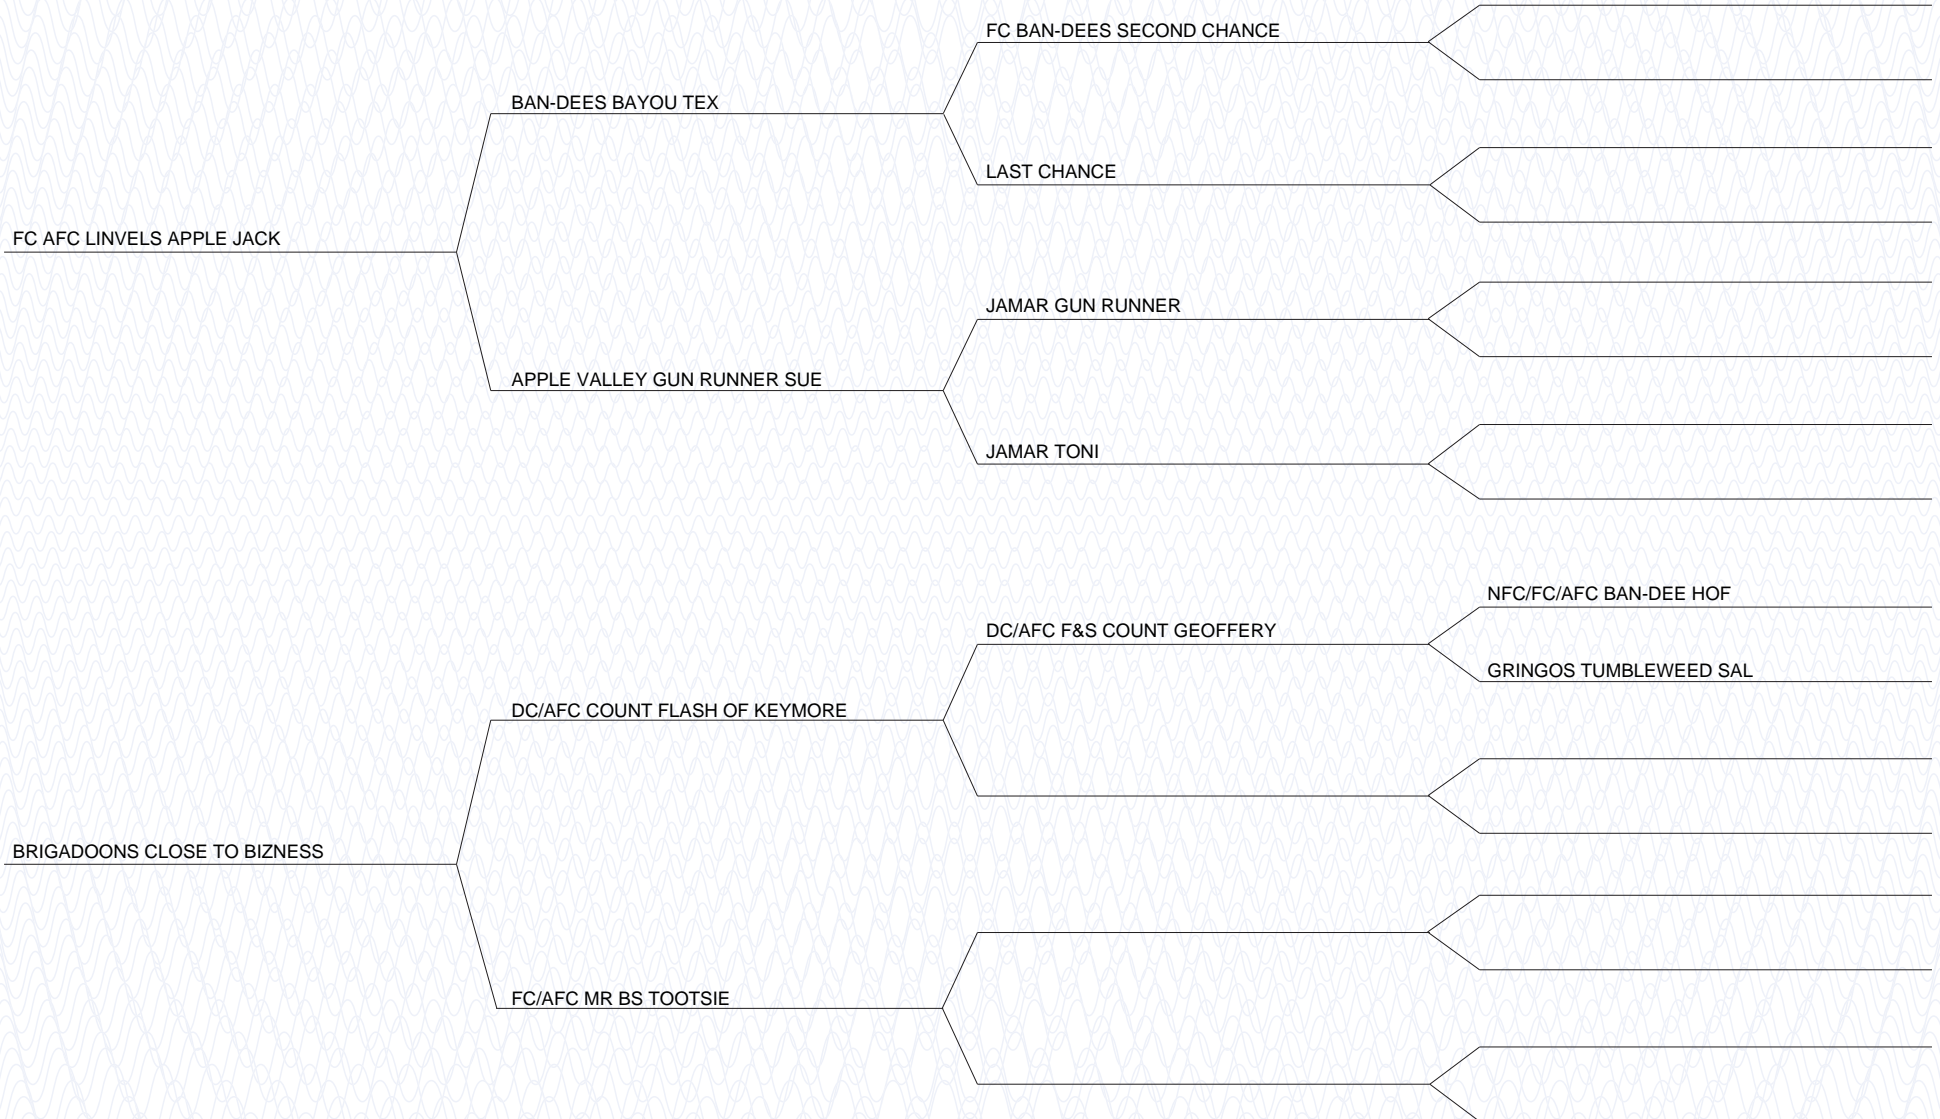 FC BAN-DEES SECOND CHANCE
BAN-DEES BAYOU TEX
LAST CHANCE
FC AFC LINVELS APPLE JACK
JAMAR GUN RUNNER
APPLE VALLEY GUN RUNNER SUE
JAMAR TONI
NFC/FC/AFC BAN-DEE HOF
DC/AFC F&S COUNT GEOFFERY
GRINGOS TUMBLEWEED SAL
DC/AFC COUNT FLASH OF KEYMORE
BRIGADOONS CLOSE TO BIZNESS
FC/AFC MR BS TOOTSIE